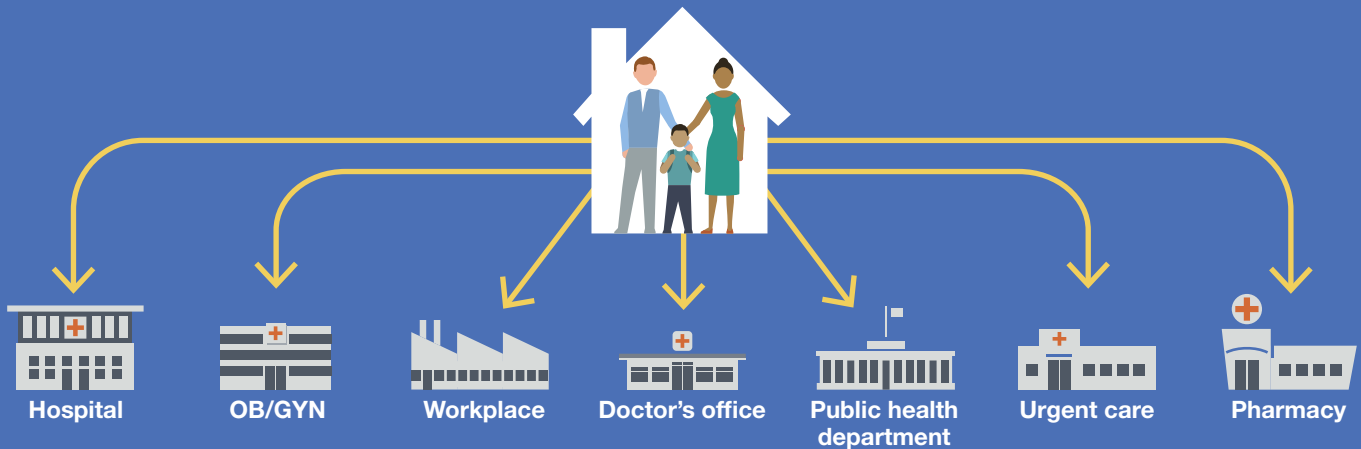 Hospital
OB/GYN
Workplace
Doctor’s office
Public health
department
Urgent care
Pharmacy